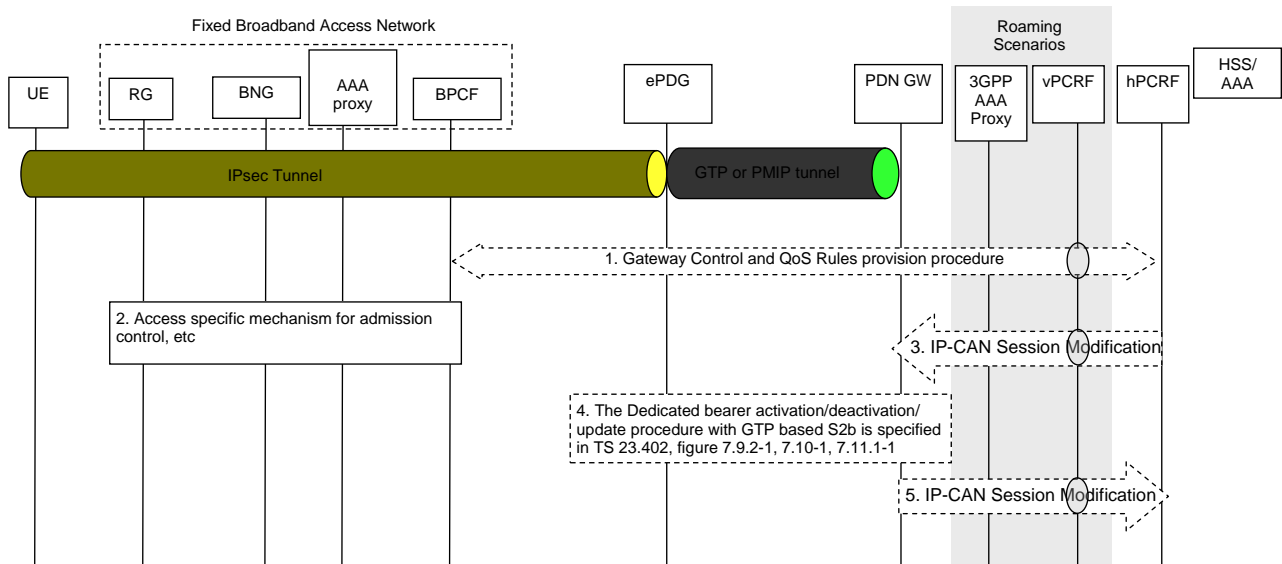 Fixed Broadband Access Network
Roaming
Scenarios
UE
RG
BNG
AAA
proxy
BPCF
ePDG
PDN GW
3GPP
AAA
Proxy
vPCRF
hPCRF
HSS/
AAA
IPsec Tunnel
GTP or PMIP tunnel
1. Gateway Control and QoS Rules provision procedure
2. Access specific mechanism for admission
control, etc
3. IP-CAN Session Modification
4. The Dedicated bearer activation/deactivation/
update procedure with GTP based S2b is specified
in TS 23.402, figure 7.9.2-1, 7.10-1, 7.11.1-1
5. IP-CAN Session Modification